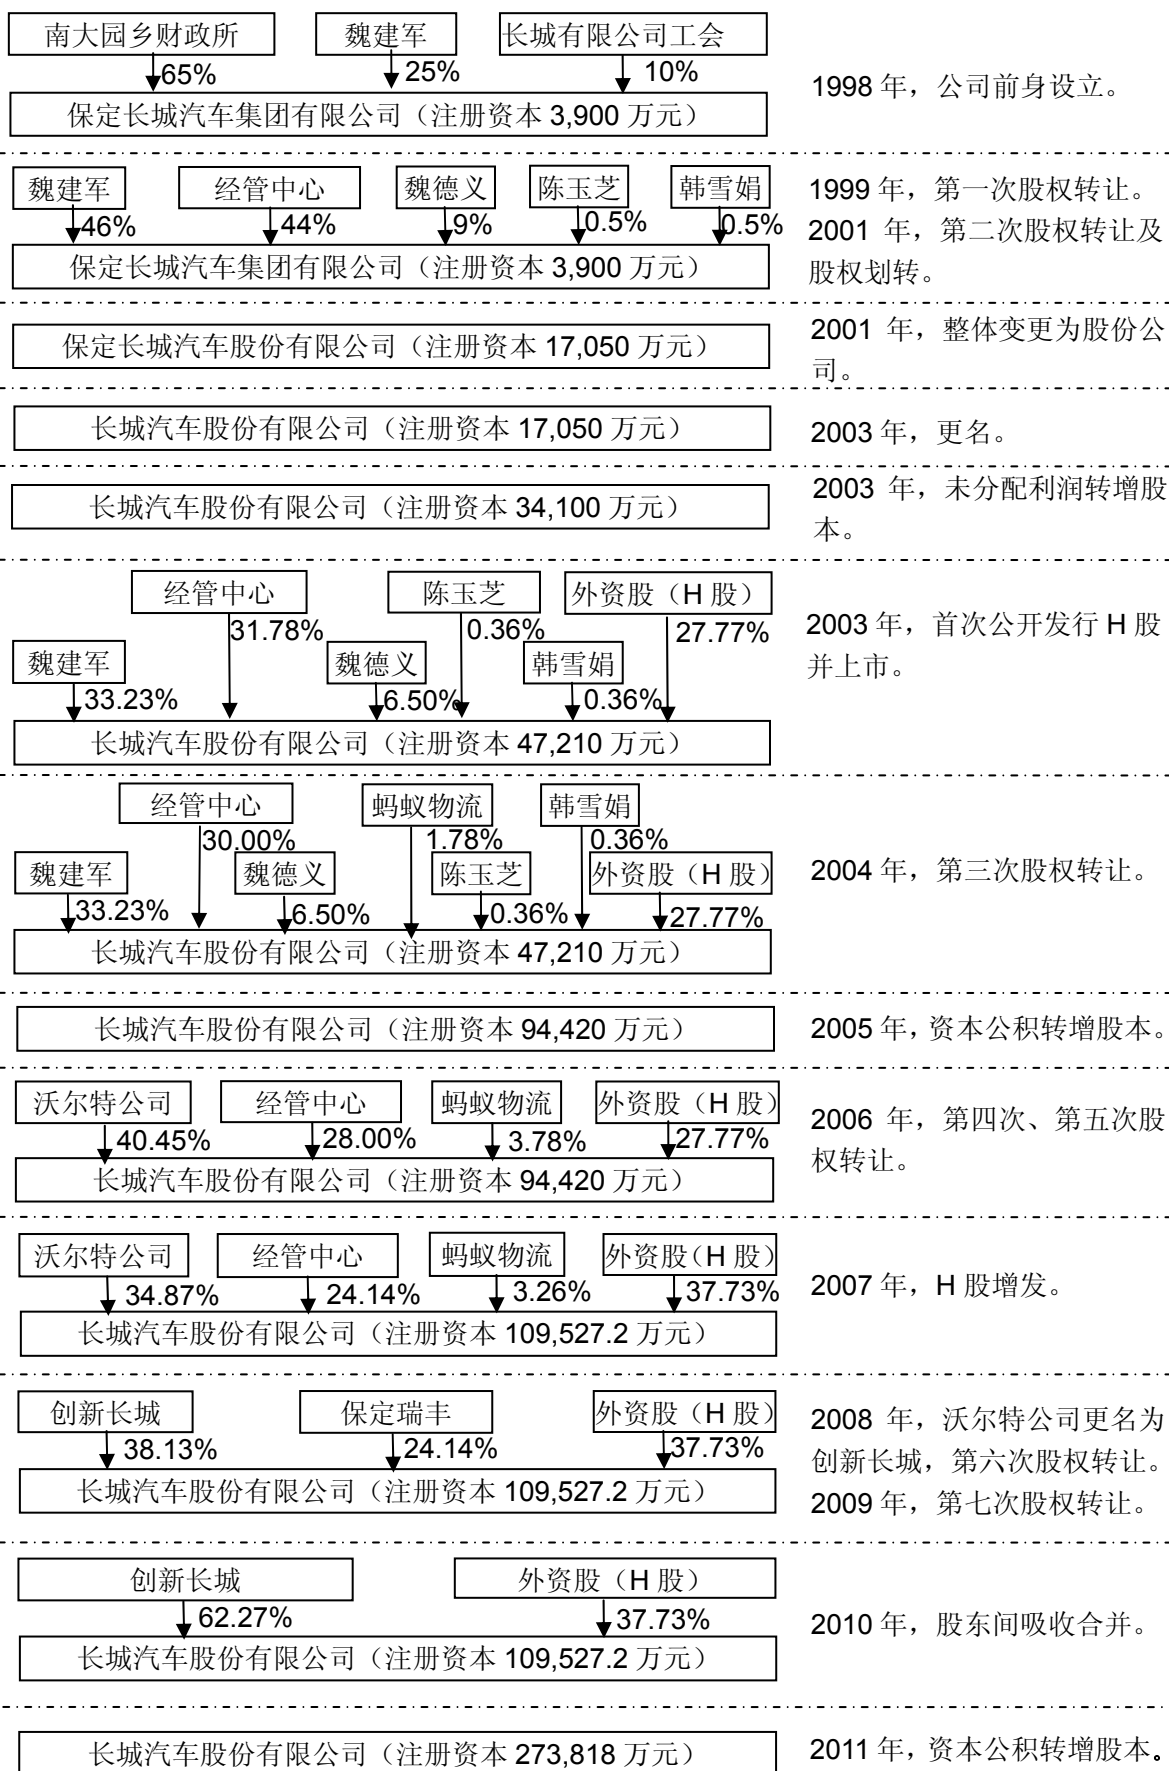 南大园乡财政所 魏建军 长城有限公司工会
65% 25% 10%
保定长城汽车集团有限公司（注册资本 3,900 万元）
1998 年，公司前身设立。
魏建军 经管中心 魏德义 陈玉芝 韩雪娟
46% 44% 9% 0.5% 0.5%
保定长城汽车集团有限公司（注册资本 3,900 万元）
1999 年，第一次股权转让。
2001 年，第二次股权转让及
股权划转。
保定长城汽车股份有限公司（注册资本 17,050 万元）
2001 年，整体变更为股份公
司。
长城汽车股份有限公司（注册资本 17,050 万元）
2003 年，更名。
长城汽车股份有限公司（注册资本 34,100 万元）
2003 年，未分配利润转增股
本。
经管中心 陈玉芝 外资股（H 股）
31.78% 0.36% 27.77%
魏建军 魏德义 韩雪娟
33.23% 6.50% 0.36%
长城汽车股份有限公司（注册资本 47,210 万元）
2003 年，首次公开发行 H 股
并上市。
经管中心 蚂蚁物流 韩雪娟
30.00% 1.78% 0.36%
魏建军 魏德义 陈玉芝 外资股（H 股）
33.23% 6.50% 0.36% 27.77%
长城汽车股份有限公司（注册资本 47,210 万元）
2004 年，第三次股权转让。
长城汽车股份有限公司（注册资本 94,420 万元）
2005 年，资本公积转增股本。
沃尔特公司 经管中心 蚂蚁物流 外资股（H 股）
40.45% 28.00% 3.78% 27.77%
长城汽车股份有限公司（注册资本 94,420 万元）
2006 年，第四次、第五次股
权转让。
沃尔特公司 经管中心 蚂蚁物流 外资股（H 股）
34.87% 24.14% 3.26% 37.73%
长城汽车股份有限公司（注册资本 109,527.2 万元）
2007 年，H 股增发。
创新长城 保定瑞丰 外资股（H 股）
38.13% 24.14% 37.73%
长城汽车股份有限公司（注册资本 109,527.2 万元）
2008 年，沃尔特公司更名为
创新长城，第六次股权转让。
2009 年，第七次股权转让。
创新长城 外资股（H 股）
62.27% 37.73%
长城汽车股份有限公司（注册资本 109,527.2 万元）
2010 年，股东间吸收合并。
长城汽车股份有限公司（注册资本 273,818 万元）
2011 年，资本公积转增股本。